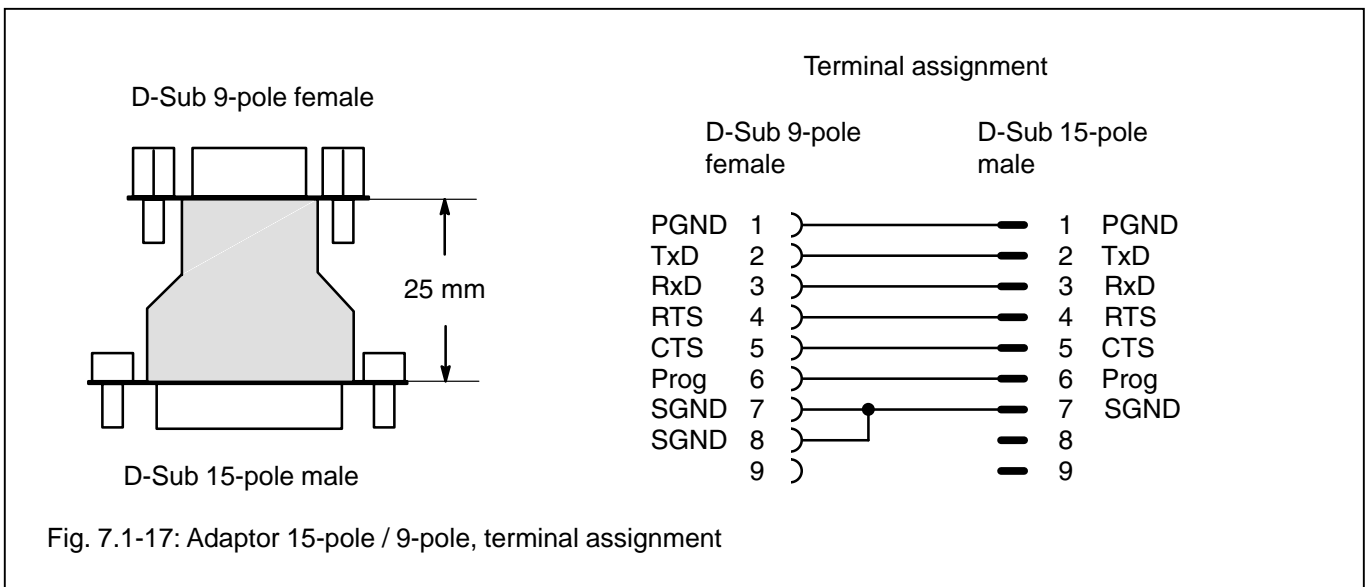 D-Sub 9-pole female
25 mm
D-Sub 15-pole male
Terminal assignment
D-Sub 9-pole
female
D-Sub 15-pole
male
PGND 1 1 PGND
TxD 2 2 TxD
RxD 3 3 RxD
RTS 4 4 RTS
CTS 5 5 CTS
Prog 6 6 Prog
SGND 7 7 SGND
SGND 8 8
9 9
Fig. 7.1-17: Adaptor 15-pole / 9-pole, terminal assignment